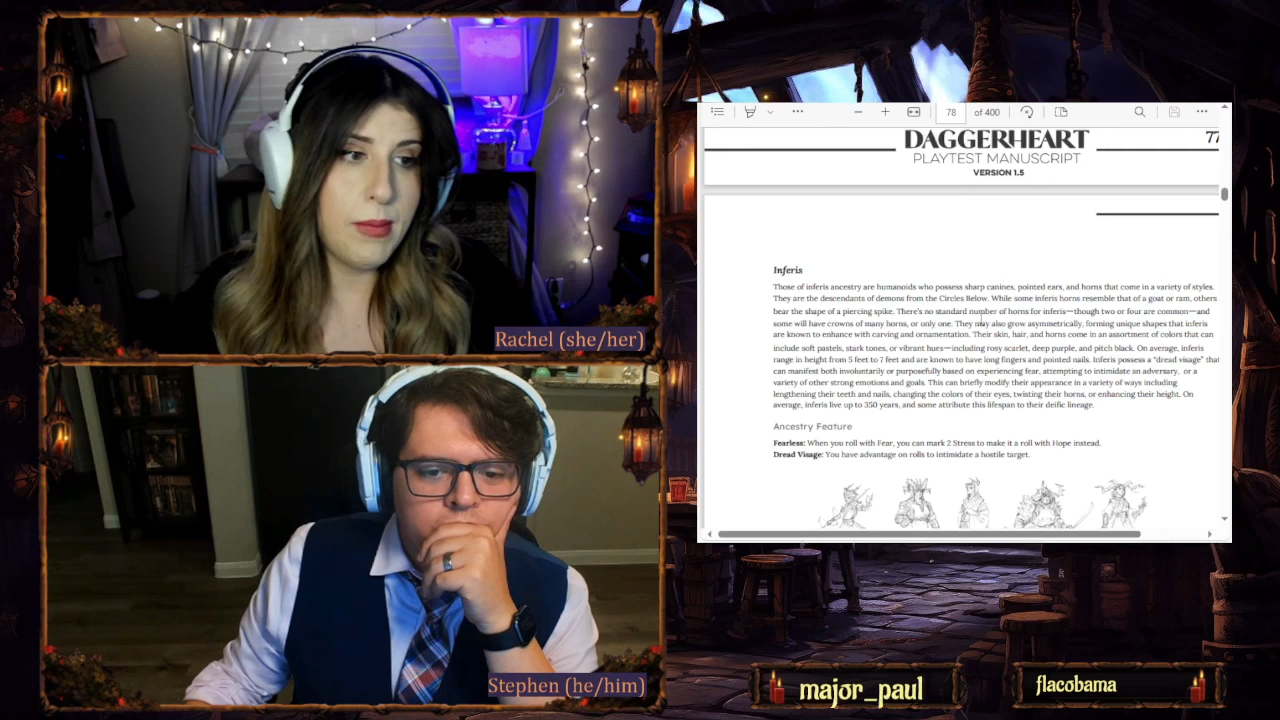 Rachel (she/her)
Stephen (he/him)
78 of 400
DAGGERHEART
77
PLAYTEST MANUSCRIPT
VERSION 1.5
Inferis
Those of inferis ancestry are humanoids who possess sharp canines, pointed ears, and horns that come in a variety of styles.
They are the descendants of demons from the Circles Below. While some inferis horns resemble that of a goat or ram, others
bear the shape of a piercing spike. There's no standard number of horns for inferis—though two or four are common—and
some will have crowns of many horns, or only one. They may also grow asymmetrically, forming unique shapes that inferis
are known to enhance with carving and ornamentation. Their skin, hair, and horns come in an assortment of colors that can
include soft pastels, stark tones, or vibrant hues—including rosy scarlet, deep purple, and pitch black. On average, inferis
range in height from 5 feet to 7 feet and are known to have long fingers and pointed nails. Inferis possess a "dread visage" that
can manifest both involuntarily or purposefully based on experiencing fear, attempting to intimidate an adversary, or a
variety of other strong emotions and goals. This can briefly modify their appearance in a variety of ways including
lengthening their teeth and nails, changing the colors of their eyes, twisting their horns, or enhancing their height. On
average, inferis live up to 350 years, and some attribute this lifespan to their deific lineage.
Ancestry Feature
Fearless: When you roll with Fear, you can mark 2 Stress to make it a roll with Hope instead.
Dread Visage: You have advantage on rolls to intimidate a hostile target.
major_paul
flacobama